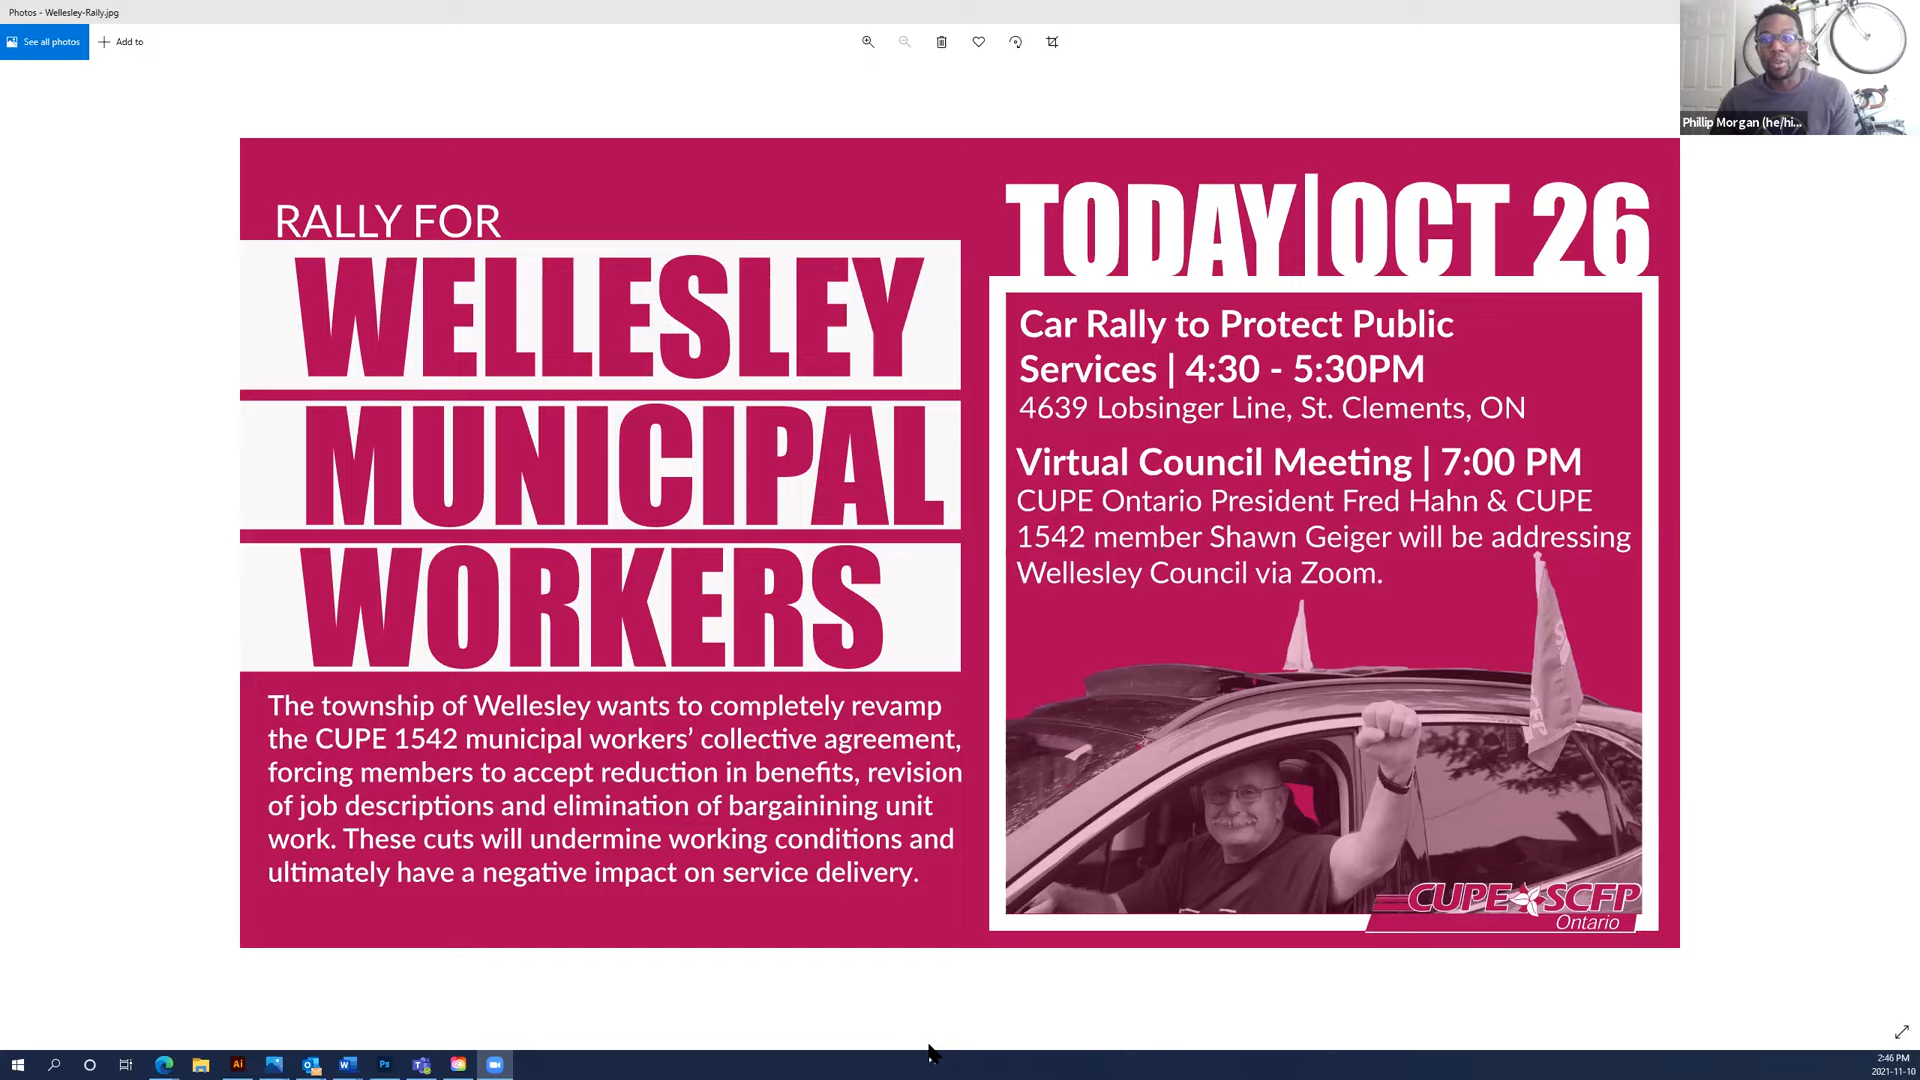 Photos - Wellesley-Rally.jpg
See all photos
Add to
Phillip Morgan (he/hi...
RALLY FOR
WELLESLEY
MUNICIPAL
WORKERS
The township of Wellesley wants to completely revamp
the CUPE 1542 municipal workers’ collective agreement,
forcing members to accept reduction in benefits, revision
of job descriptions and elimination of bargainining unit
work. These cuts will undermine working conditions and
ultimately have a negative impact on service delivery.
TODAY|OCT 26
Car Rally to Protect Public
Services | 4:30 - 5:30PM
4639 Lobsinger Line, St. Clements, ON
Virtual Council Meeting | 7:00 PM
CUPE Ontario President Fred Hahn & CUPE
1542 member Shawn Geiger will be addressing
Wellesley Council via Zoom.
CUPE SCFP
Ontario
Ai
W
Ps
2:46 PM
2021-11-10